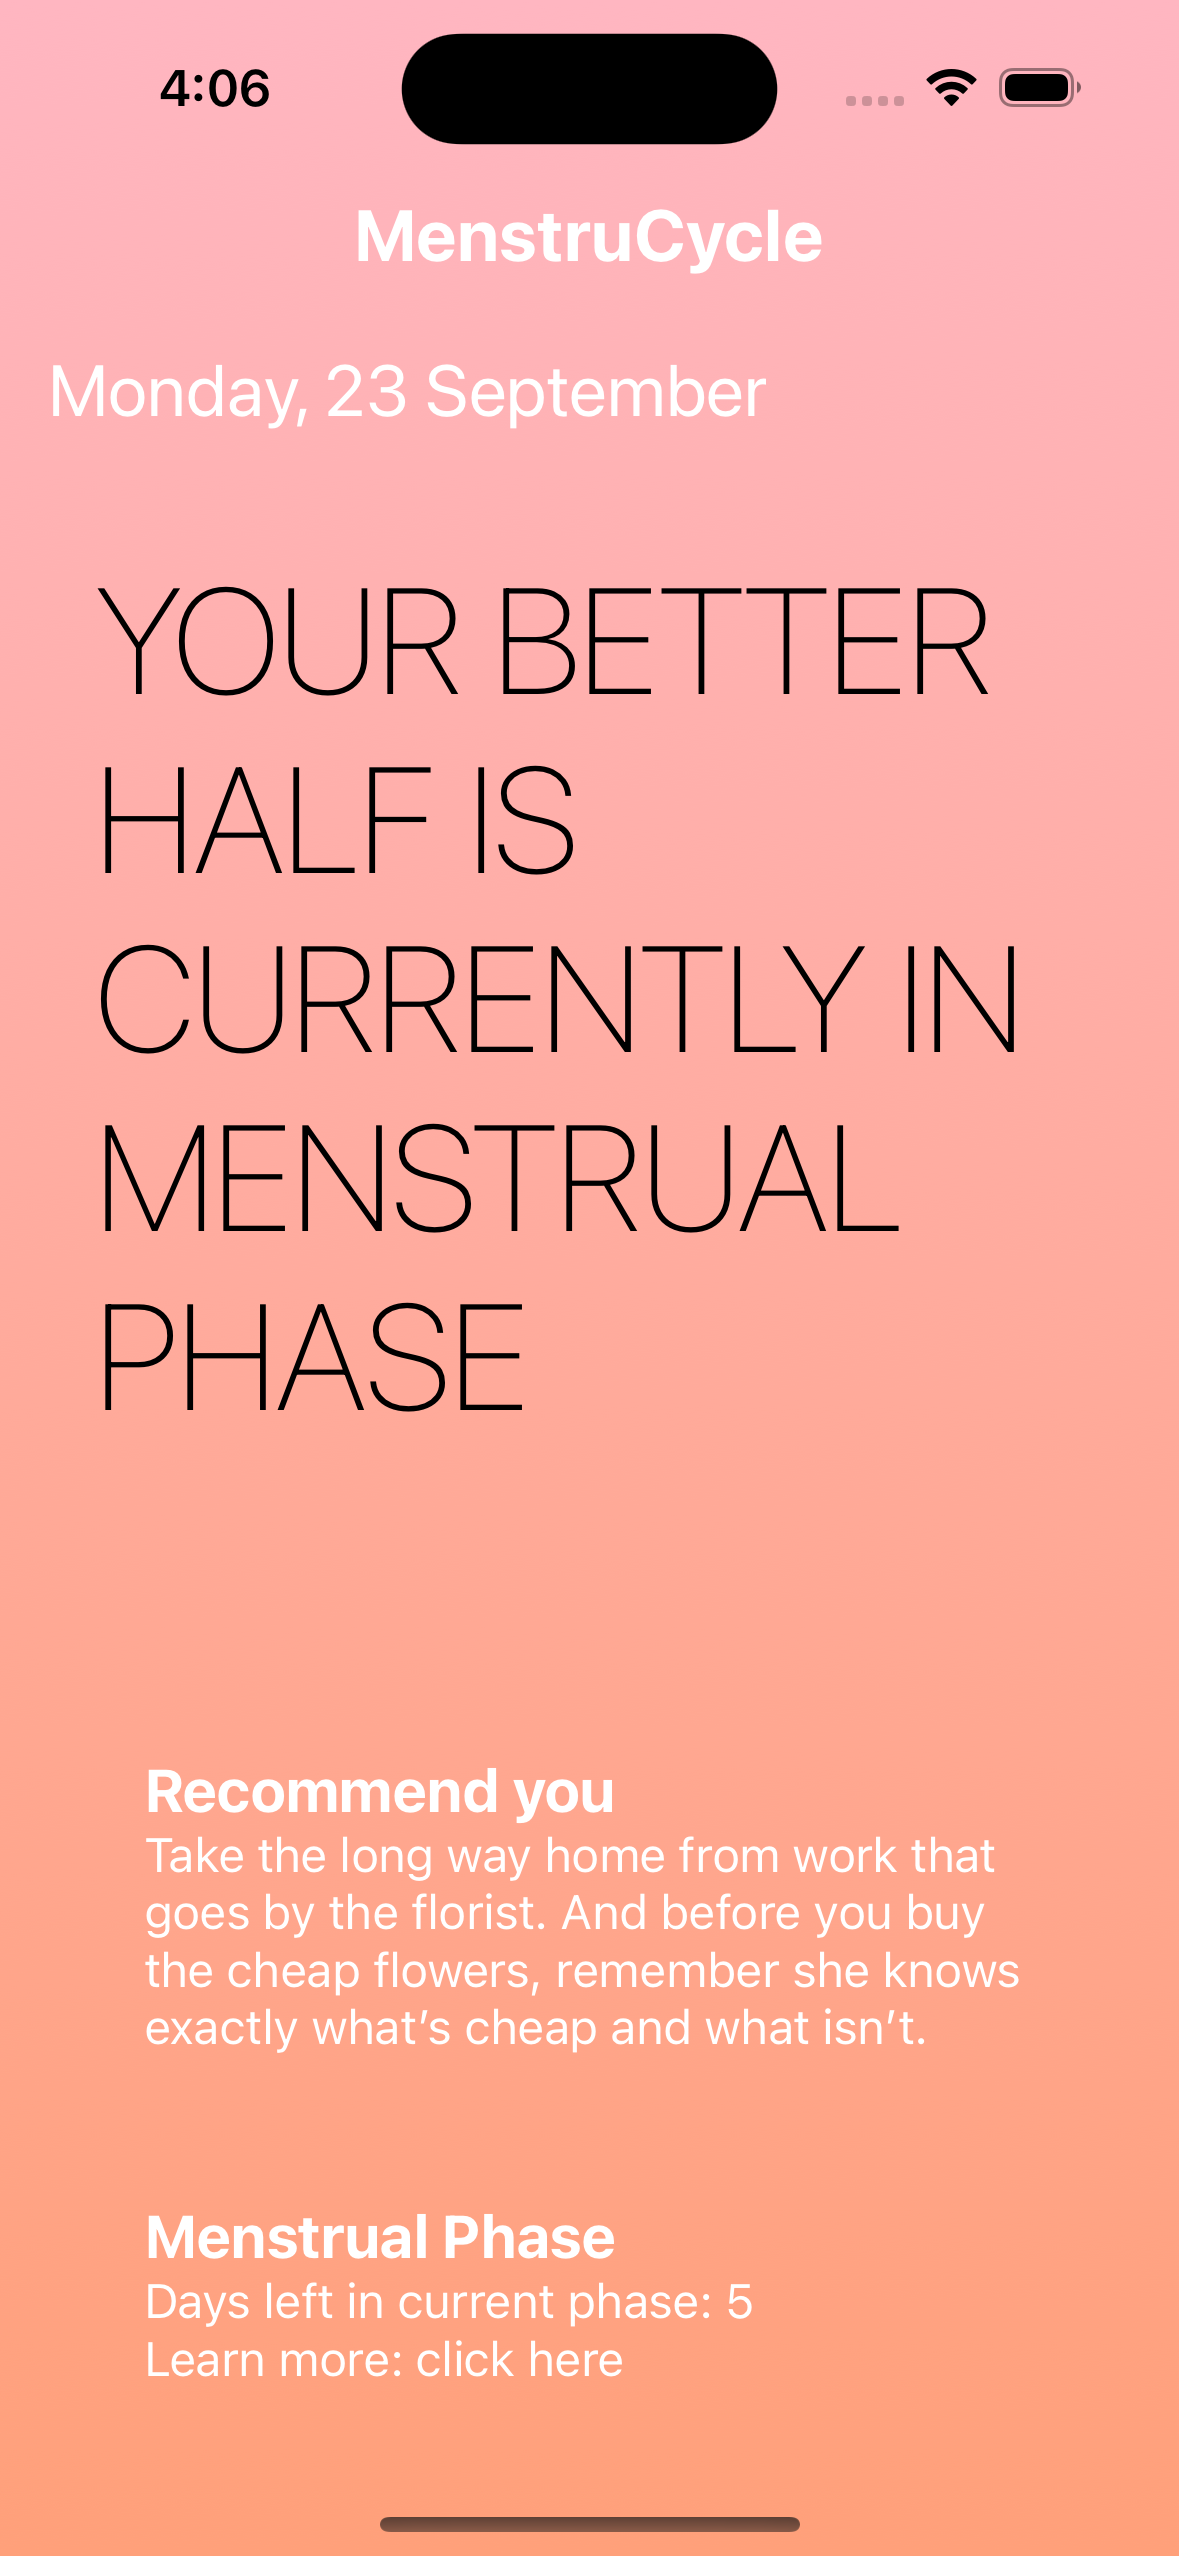 4:06
MenstruCycle
Monday, 23 September
YOUR BETTER
HALF IS
CURRENTLY IN
MENSTRUAL
PHASE
Recommend you
Take the long way home from work that
goes by the florist. And before you buy
the cheap flowers, remember she knows
exactly what’s cheap and what isn’t.
Menstrual Phase
Days left in current phase: 5
Learn more: click here